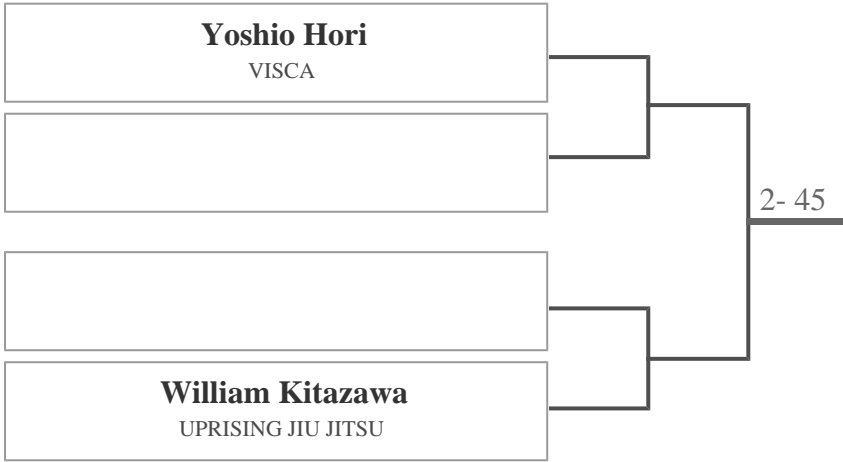 Yoshio Hori
VISCA
2- 45
William Kitazawa
UPRISING JIU JITSU